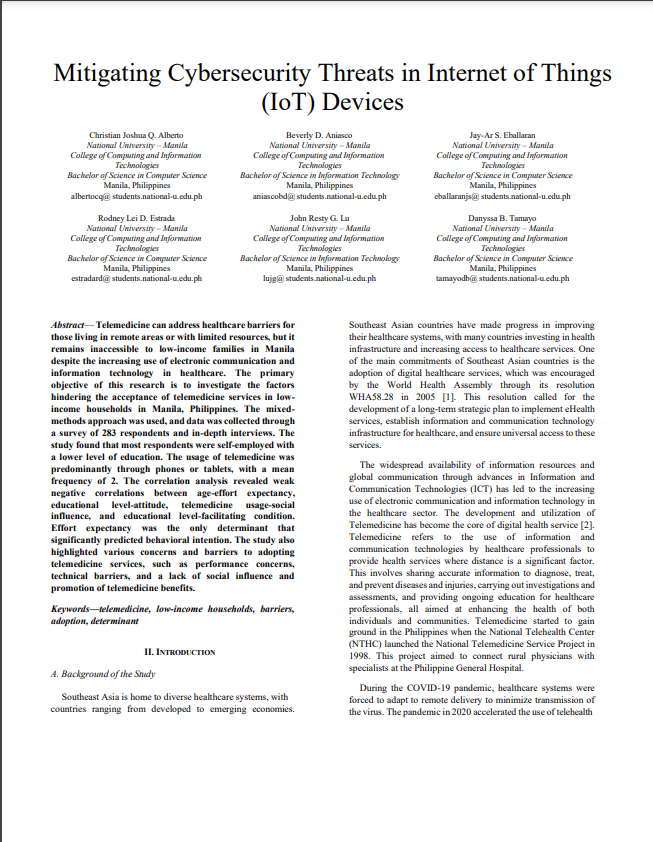 Mitigating Cybersecurity Threats in Internet of Things
(IoT) Devices
Christian Joshua Q. Alberto
National University – Manila
College of Computing and Information
Technologies
Bachelor of Science in Computer Science
Manila, Philippines
albertocq@ students.national-u.edu.ph
Beverly D. Aniasco
National University – Manila
College of Computing and Information
Technologies
Bachelor of Science in Information Technology
Manila, Philippines
aniascobd@ students.national-u.edu.ph
Jay-Ar S. Eballaran
National University – Manila
College of Computing and Information
Technologies
Bachelor of Science in Computer Science
Manila, Philippines
eballaranjs@ students.national-u.edu.ph
Rodney Lei D. Estrada
National University – Manila
College of Computing and Information
Technologies
Bachelor of Science in Computer Science
Manila, Philippines
estradard@ students.national-u.edu.ph
John Resty G. Lu
National University – Manila
College of Computing and Information
Technologies
Bachelor of Science in Information Technology
Manila, Philippines
lujg@ students.national-u.edu.ph
Danyssa B. Tamayo
National University – Manila
College of Computing and Information
Technologies
Bachelor of Science in Computer Science
Manila, Philippines
tamayodb@ students.national-u.edu.ph
Abstract— Telemedicine can address healthcare barriers for
those living in remote areas or with limited resources, but it
remains inaccessible to low-income families in Manila
despite the increasing use of electronic communication and
information technology in healthcare. The primary
objective of this research is to investigate the factors
hindering the acceptance of telemedicine services in low-
income households in Manila, Philippines. The mixed-
methods approach was used, and data was collected through
a survey of 283 respondents and in-depth interviews. The
study found that most respondents were self-employed with
a lower level of education. The usage of telemedicine was
predominantly through phones or tablets, with a mean
frequency of 2. The correlation analysis revealed weak
negative correlations between age-effort expectancy,
educational level-attitude, telemedicine usage-social
influence, and educational level-facilitating condition.
Effort expectancy was the only determinant that
significantly predicted behavioral intention. The study also
highlighted various concerns and barriers to adopting
telemedicine services, such as performance concerns,
technical barriers, and a lack of social influence and
promotion of telemedicine benefits.
Keywords—telemedicine, low-income households, barriers,
adoption, determinant
II. INTRODUCTION
A. Background of the Study
Southeast Asia is home to diverse healthcare systems, with
countries ranging from developed to emerging economies.
Southeast Asian countries have made progress in improving
their healthcare systems, with many countries investing in health
infrastructure and increasing access to healthcare services. One
of the main commitments of Southeast Asian countries is the
adoption of digital healthcare services, which was encouraged
by the World Health Assembly through its resolution
WHA58.28 in 2005 [1]. This resolution called for the
development of a long-term strategic plan to implement eHealth
services, establish information and communication technology
infrastructure for healthcare, and ensure universal access to these
services.
The widespread availability of information resources and
global communication through advances in Information and
Communication Technologies (ICT) has led to the increasing
use of electronic communication and information technology in
the healthcare sector. The development and utilization of
Telemedicine has become the core of digital health service [2].
Telemedicine refers to the use of information and
communication technologies by healthcare professionals to
provide health services where distance is a significant factor.
This involves sharing accurate information to diagnose, treat,
and prevent diseases and injuries, carrying out investigations and
assessments, and providing ongoing education for healthcare
professionals, all aimed at enhancing the health of both
individuals and communities. Telemedicine started to gain
ground in the Philippines when the National Telehealth Center
(NTHC) launched the National Telemedicine Service Project in
1998. This project aimed to connect rural physicians with
specialists at the Philippine General Hospital.
During the COVID-19 pandemic, healthcare systems were
forced to adapt to remote delivery to minimize transmission of
the virus. The pandemic in 2020 accelerated the use of telehealth